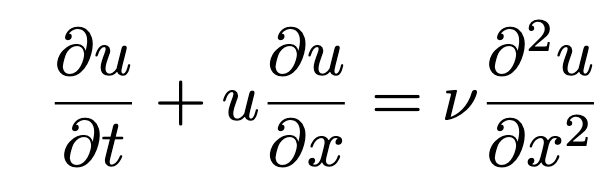 ∂u/∂t + u ∂u/∂x = ν ∂²u/∂x²